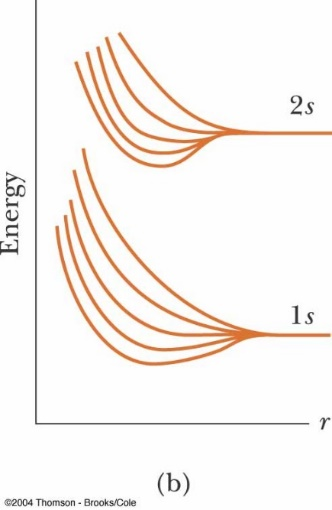 2s
Energy
1s
r
(b)
©2004 Thomson - Brooks/Cole